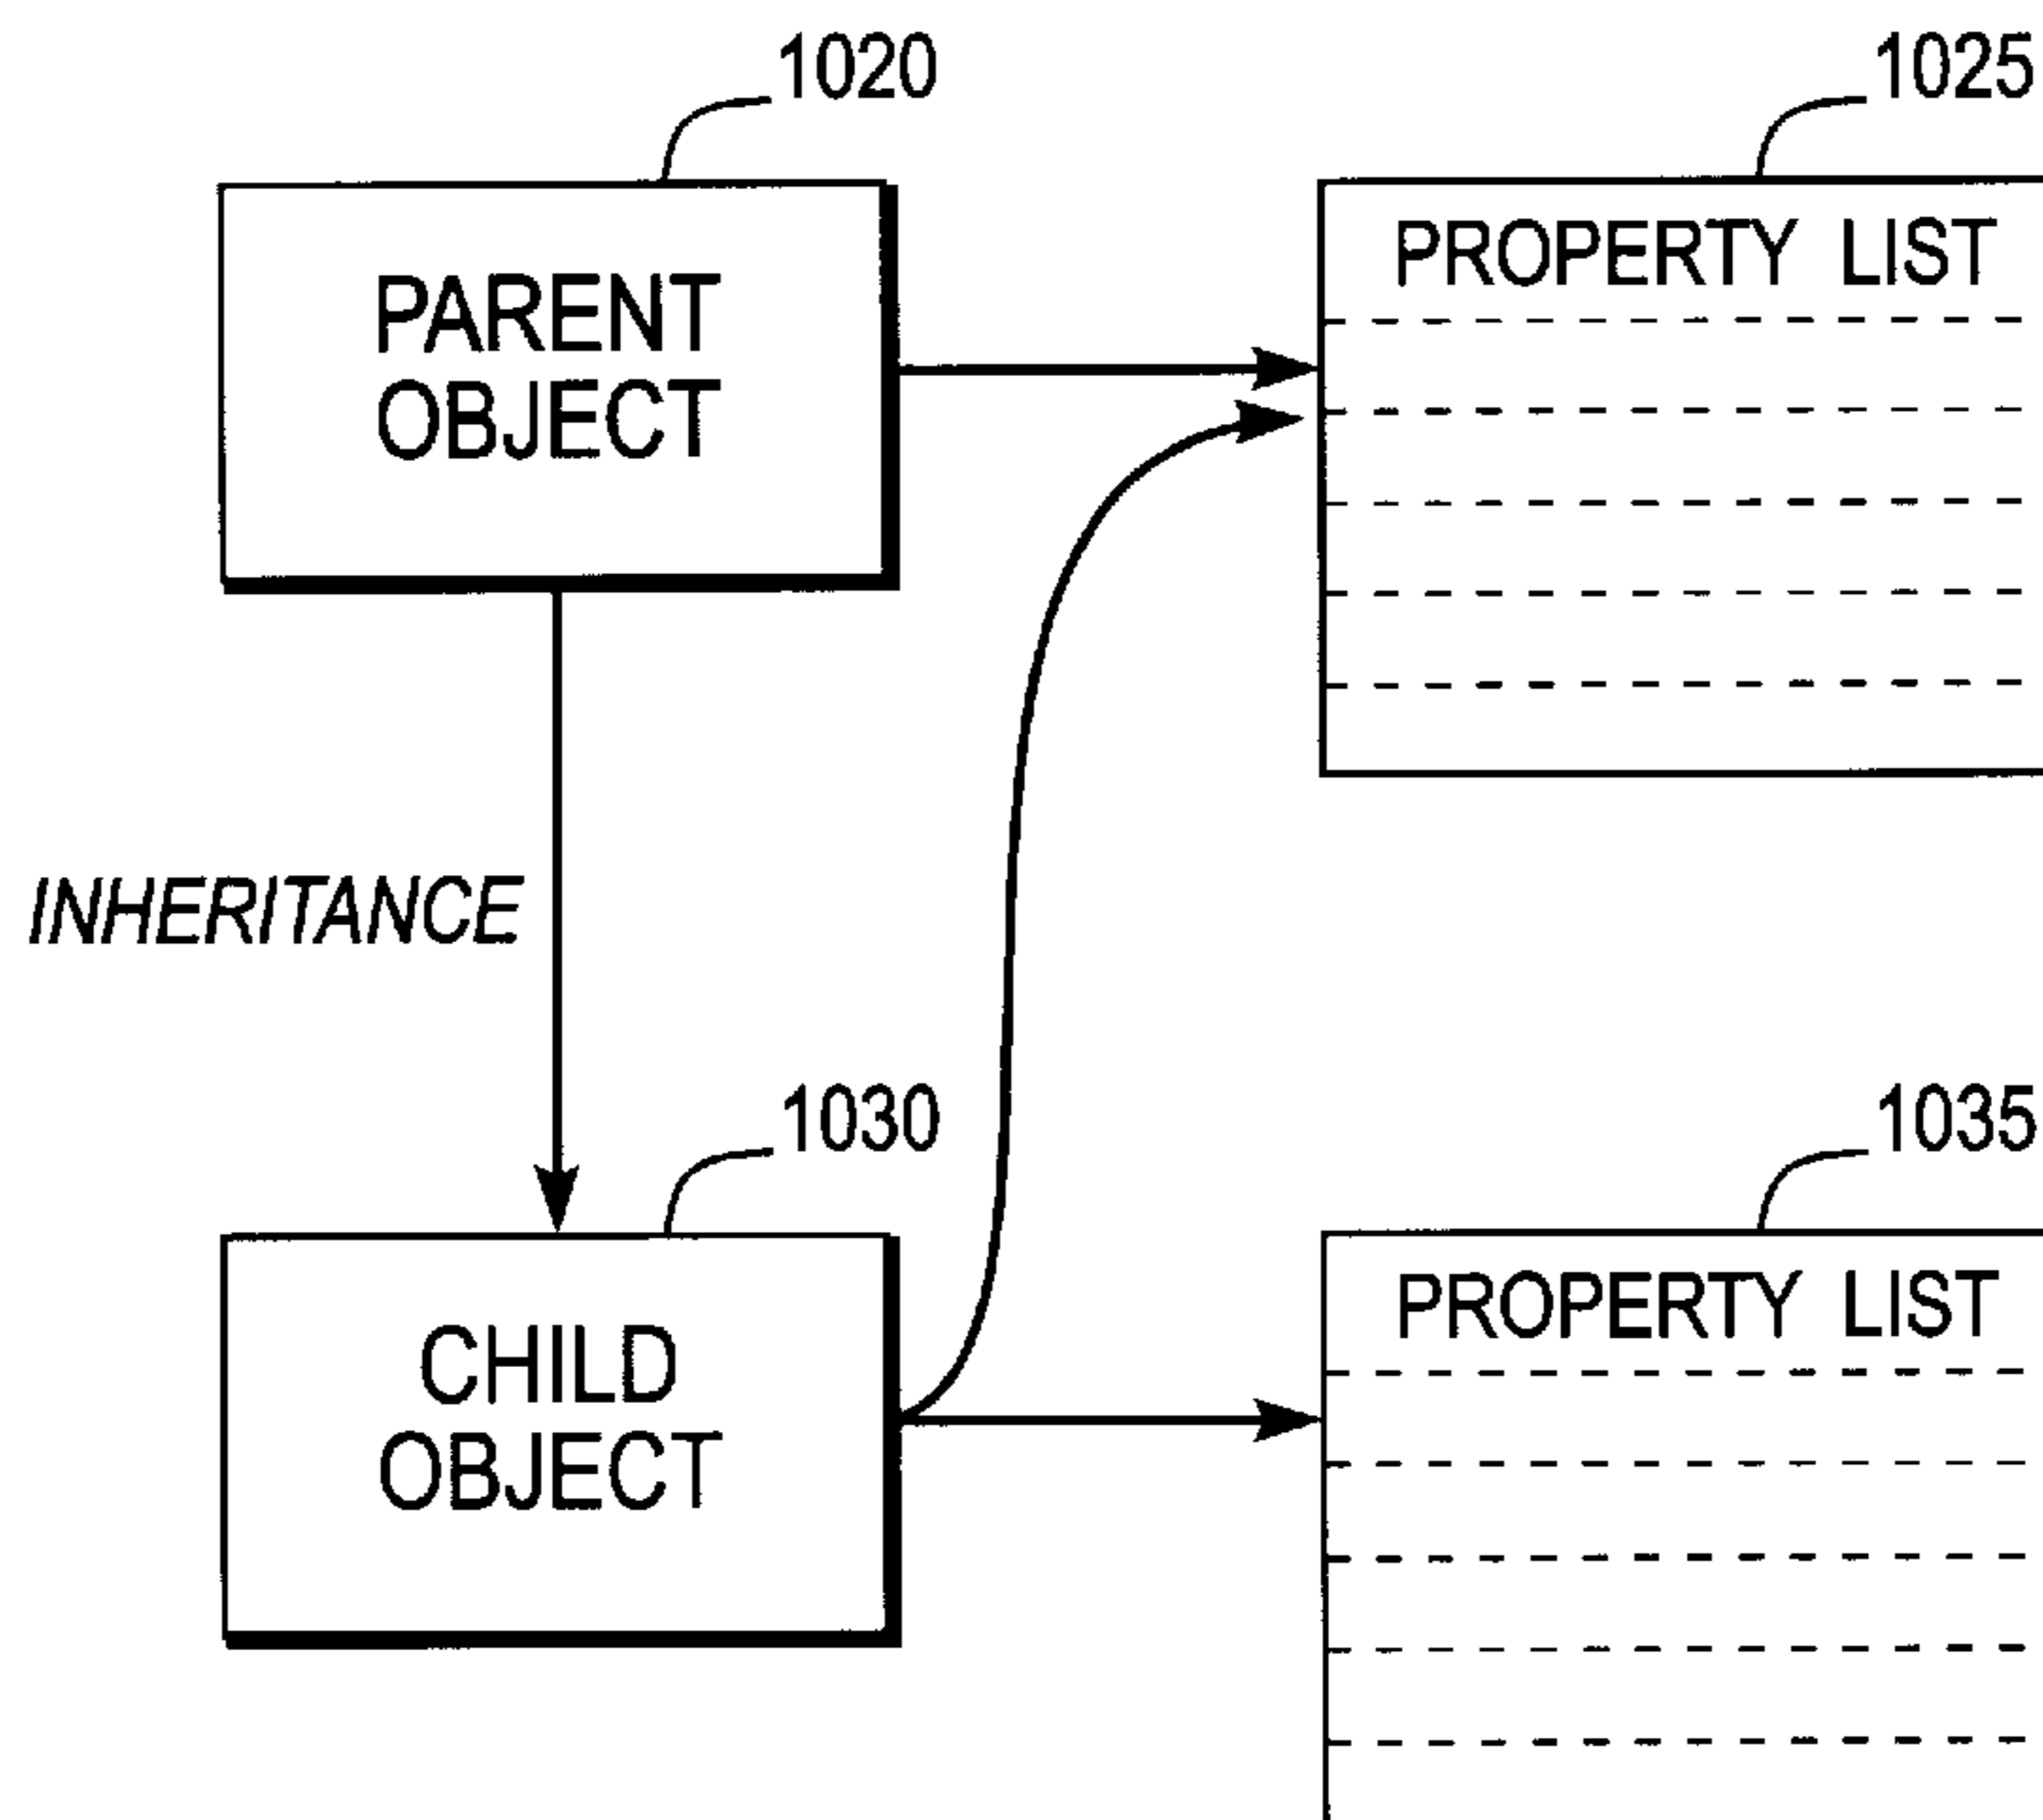 1020
1025
PARENT
OBJECT
PROPERTY LIST
INHERITANCE
1030
1035
CHILD
OBJECT
PROPERTY LIST